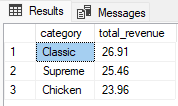 Results Messages
category total_revenue
1 Classic 26.91
2 Supreme 25.46
3 Chicken 23.96